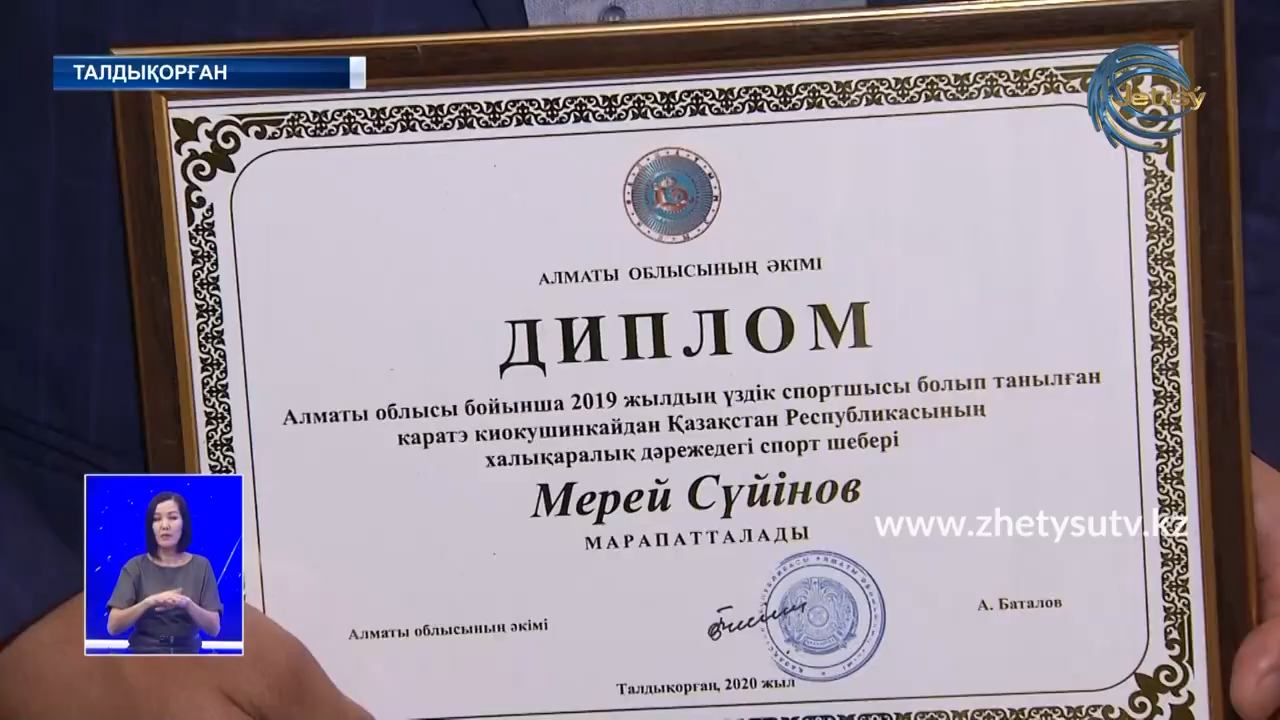 ТАЛДЫҚОРҒАН
Jetisý
АЛМАТЫ ОБЛЫСЫНЫҢ ӘКІМІ
ДИПЛОМ
Алматы облысы бойынша 2019 жылдың үздік спортшысы болып танылған
каратэ киокушинкайдан Қазақстан Республикасының
халықаралық дәрежедегі спорт шебері
Мерей Сүйінов
www.zhetysutv.kz
МАРАПАТТАЛАДЫ
Алматы облысының әкімі
А. Баталов
Талдықорған, 2020 жыл